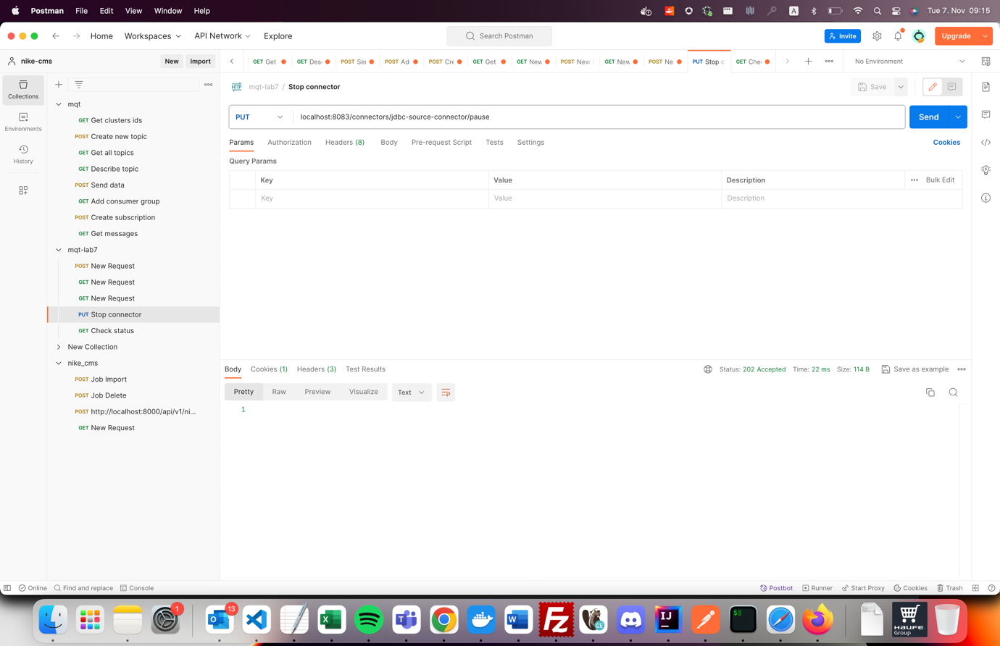 Postman File Edit View Window Help
A
Tue 7. Nov 09:15
Home Workspaces API Network Explore
Search Postman
Invite
Upgrade
nike-cms
New Import
GET Get
GET Des
POST Ser
POST Ad
POST Cre
GET Get
GET New
POST New
GET New
POST Ne
PUT Stop c
GET Che
No Environment
Collections
Environments
History
mqt
GET Get clusters ids
POST Create new topic
GET Get all topics
GET Describe topic
POST Send data
GET Add consumer group
POST Create subscription
GET Get messages
mqt-lab7
POST New Request
GET New Request
GET New Request
PUT Stop connector
GET Check status
New Collection
nike_cms
POST Job Import
POST Job Delete
POST http://localhost:8000/api/v1/ni...
GET New Request
HTTP mqt-lab7 / Stop connector
Save
PUT localhost:8083/connectors/jdbc-source-connector/pause
Send
Params Authorization Headers (8) Body Pre-request Script Tests Settings
Cookies
Query Params
Key Value Description Bulk Edit
Key Value Description
Body Cookies (1) Headers (3) Test Results
Status: 202 Accepted Time: 22 ms Size: 114 B Save as example
Pretty Raw Preview Visualize Text
1
Online Find and replace Console
Postbot Runner Start Proxy Cookies Trash
1
13
CE
IJ
$
HAUFE.
Group